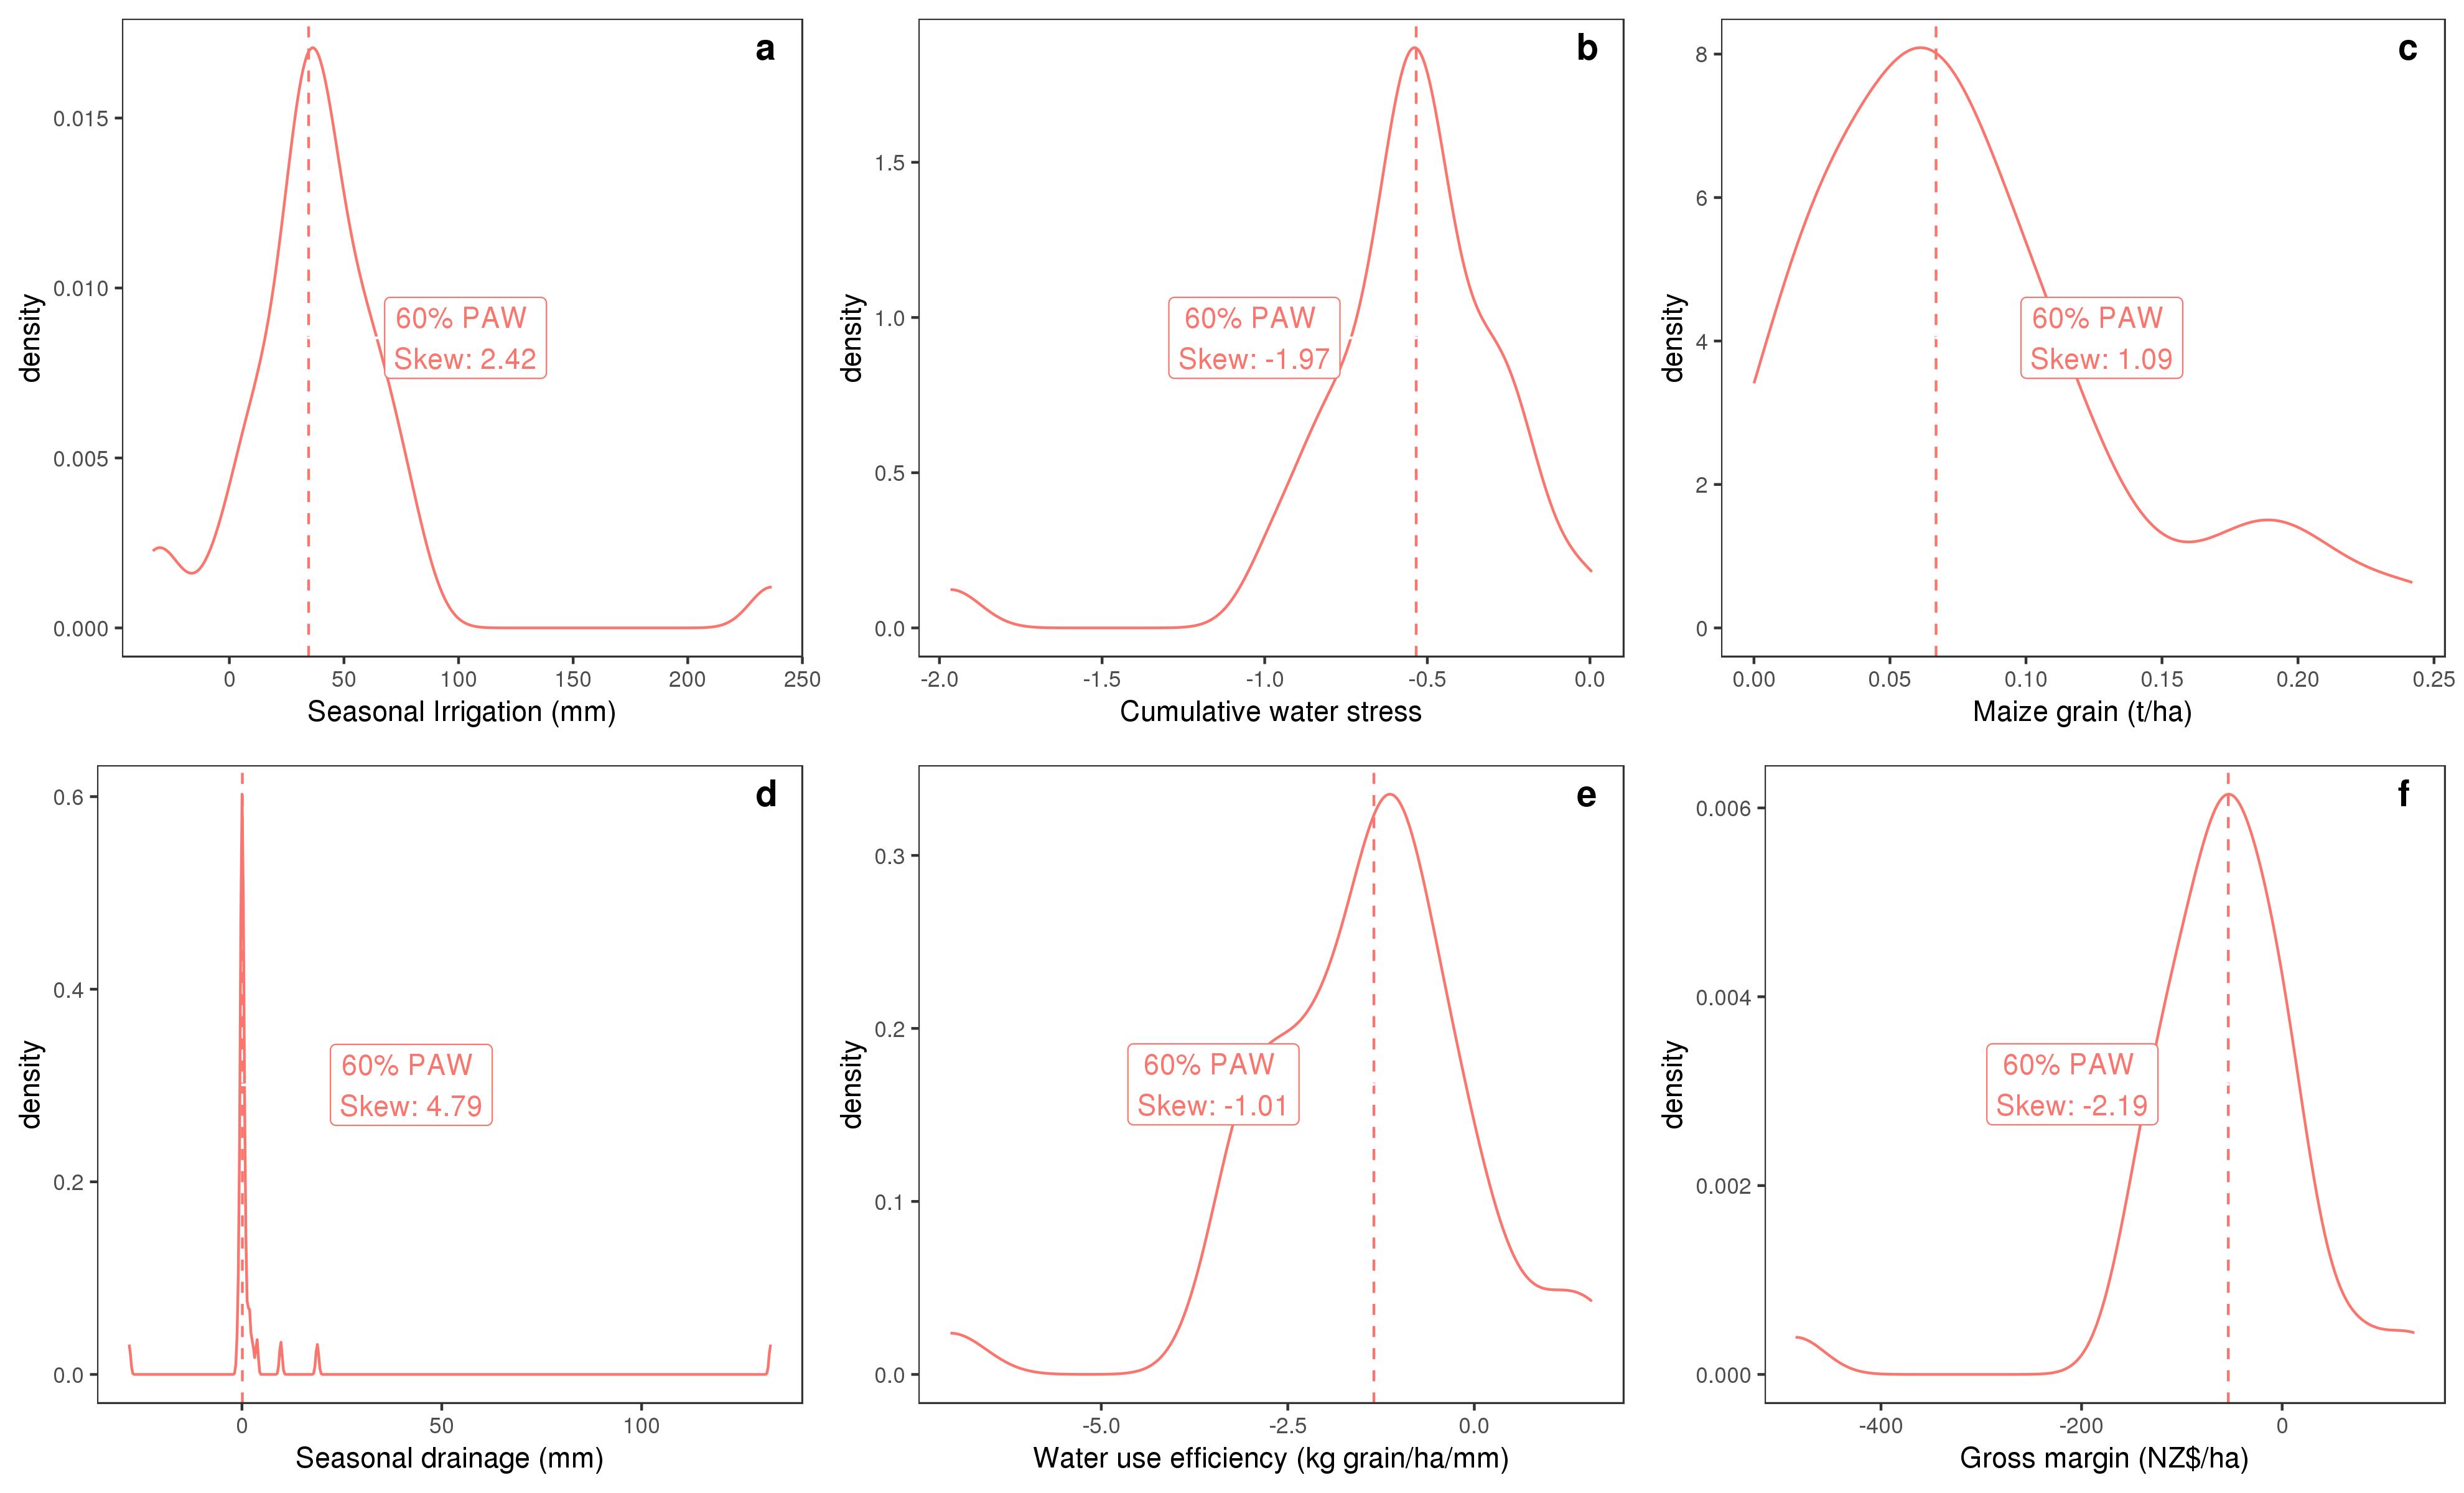 a
density
0.015
0.010
0.005
0.000
60% PAW
Skew: 2.42
0 50 100 150 200 250
Seasonal Irrigation (mm)
b
density
1.5
1.0
0.5
0.0
60% PAW
Skew: -1.97
-2.0 -1.5 -1.0 -0.5 0.0
Cumulative water stress
c
density
8
6
4
2
0
60% PAW
Skew: 1.09
0.00 0.05 0.10 0.15 0.20 0.25
Maize grain (t/ha)
d
density
0.6
0.4
0.2
0.0
60% PAW
Skew: 4.79
0 50 100
Seasonal drainage (mm)
e
density
0.3
0.2
0.1
0.0
60% PAW
Skew: -1.01
-5.0 -2.5 0.0
Water use efficiency (kg grain/ha/mm)
f
density
0.006
0.004
0.002
0.000
60% PAW
Skew: -2.19
-400 -200 0
Gross margin (NZ$/ha)